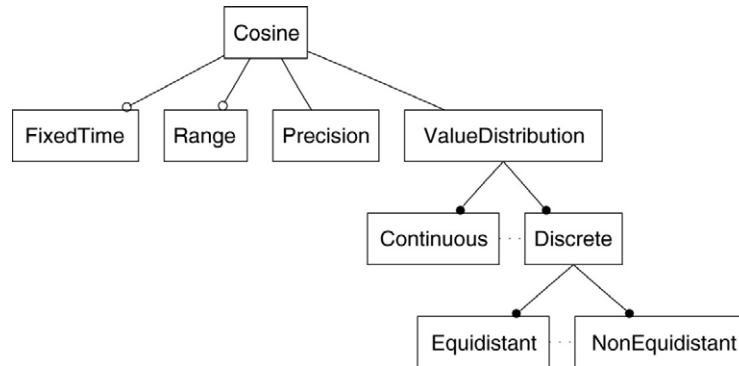 Cosine
FixedTime
Range
Precision
ValueDistribution
Continuous
Discrete
Equidistant
NonEquidistant